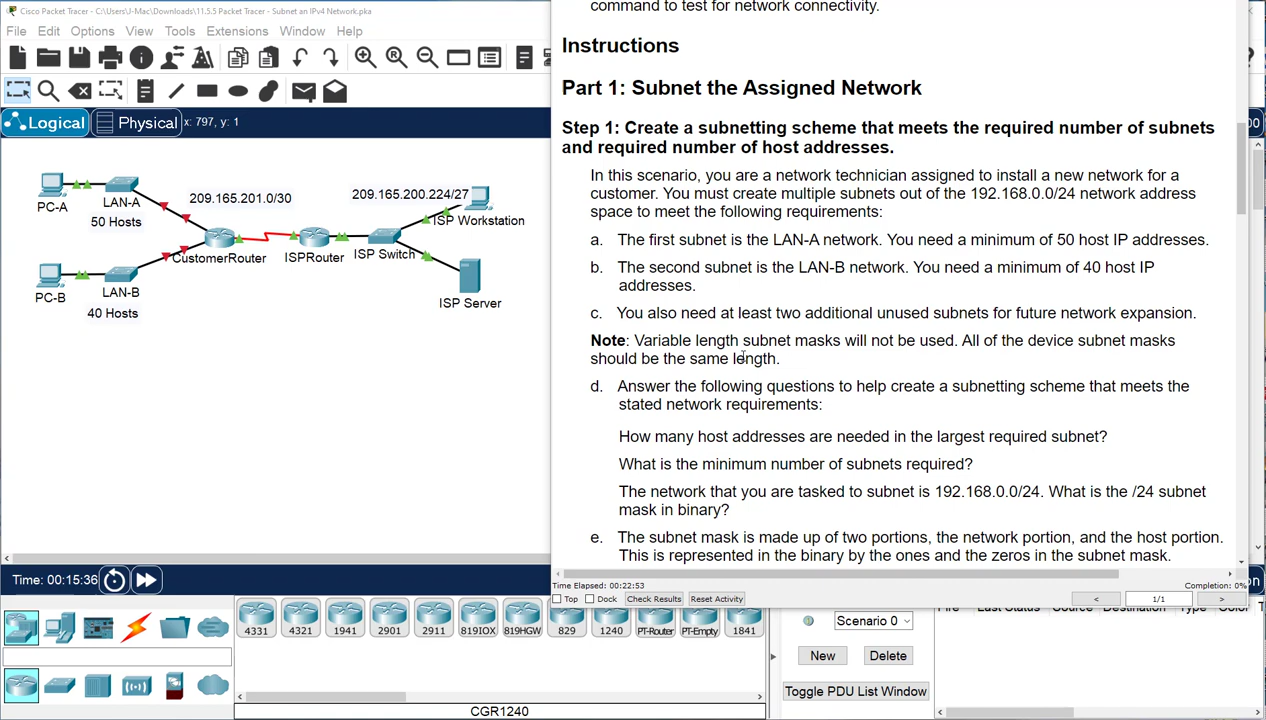 Cisco Packet Tracer - C:\Users\J-Mac\Downloads\11.5.5 Packet Tracer - Subnet an IPv4 Network.pka
File Edit Options View Tools Extensions Window Help
Logical Physical x: 797, y: 1
209.165.201.0/30
209.165.200.224/27
PC-A
LAN-A
50 Hosts
ISP Workstation
CustomerRouter
ISPRouter
ISP Switch
PC-B
LAN-B
40 Hosts
ISP Server
command to test for network connectivity.
Instructions
Part 1: Subnet the Assigned Network
Step 1: Create a subnetting scheme that meets the required number of subnets
and required number of host addresses.
In this scenario, you are a network technician assigned to install a new network for a
customer. You must create multiple subnets out of the 192.168.0.0/24 network address
space to meet the following requirements:
a. The first subnet is the LAN-A network. You need a minimum of 50 host IP addresses.
b. The second subnet is the LAN-B network. You need a minimum of 40 host IP
addresses.
c. You also need at least two additional unused subnets for future network expansion.
Note: Variable length subnet masks will not be used. All of the device subnet masks
should be the same length.
d. Answer the following questions to help create a subnetting scheme that meets the
stated network requirements:
How many host addresses are needed in the largest required subnet?
What is the minimum number of subnets required?
The network that you are tasked to subnet is 192.168.0.0/24. What is the /24 subnet
mask in binary?
e. The subnet mask is made up of two portions, the network portion, and the host portion.
This is represented in the binary by the ones and the zeros in the subnet mask.
Time Elapsed: 00:22:53 Completion: 0%
Top Dock Check Results Reset Activity < 1/1 >
Time: 00:15:36
4331 4321 1941 2901 2911 819IOX 819HGW 829 1240 PT-Router PT-Empty 1841
CGR1240
Scenario 0
New Delete
Toggle PDU List Window
Fire Last Status Source Destination Type Color